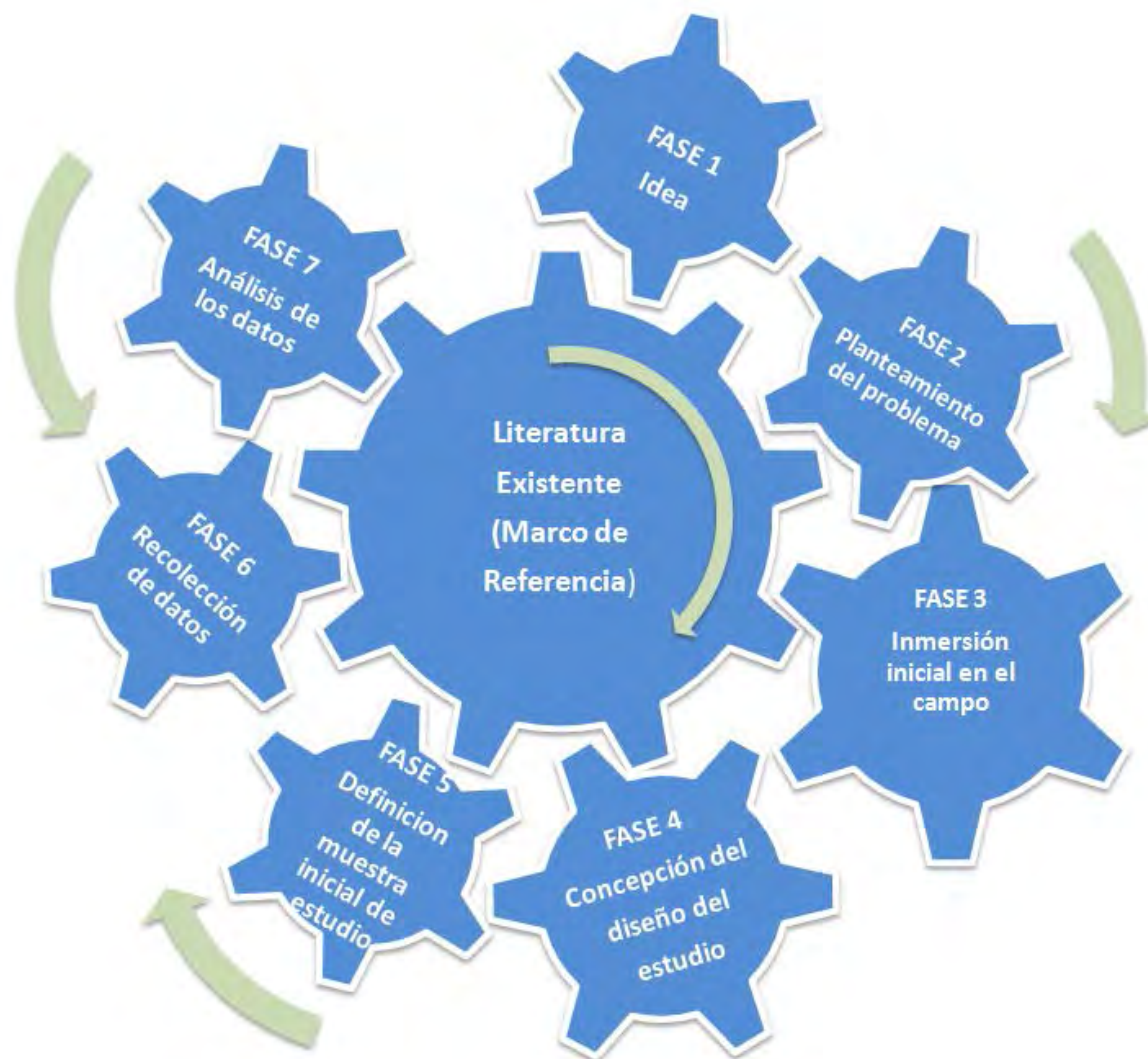 FASE 1
Idea
FASE 2
Planteamiento
del problema
FASE 3
Inmersión
inicial en el
campo
FASE 4
Concepción del
diseño del
estudio
FASE 5
Definicion
de la
muestra
inicial de
estudio
FASE 6
Recolección
de datos
FASE 7
Análisis de
los datos
Literatura
Existente
(Marco de
Referencia)